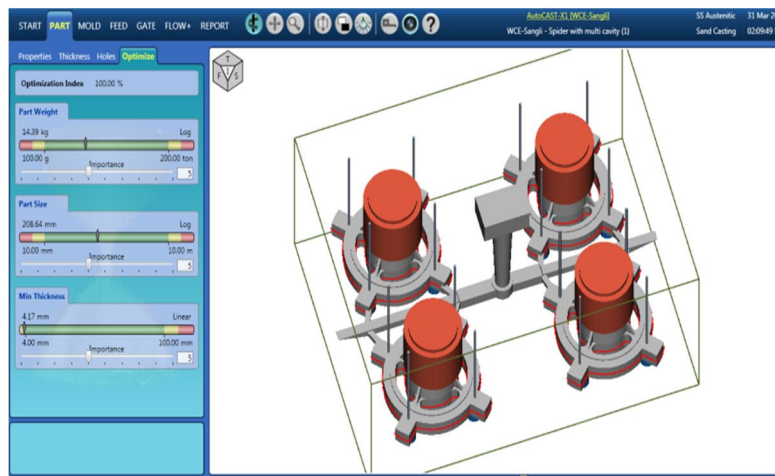 START PART MOLD FEED GATE FLOW+ REPORT
AutoCAST-X1 [WCE-Sangli]
WCE-Sangli - Spider with multi cavity (1)
SS Austenitic 31 Mar 2
Sand Casting 02:09:49
Properties Thickness Holes Optimize
Optimization Index 100.00 %
Part Weight
14.39 kg Log
100.00 g 200.00 ton
Importance
5
Part Size
208.64 mm Log
10.00 mm 10.00 m
Importance
5
Min Thickness
4.17 mm Linear
4.00 mm 100.00 mm
Importance
5
T
F S